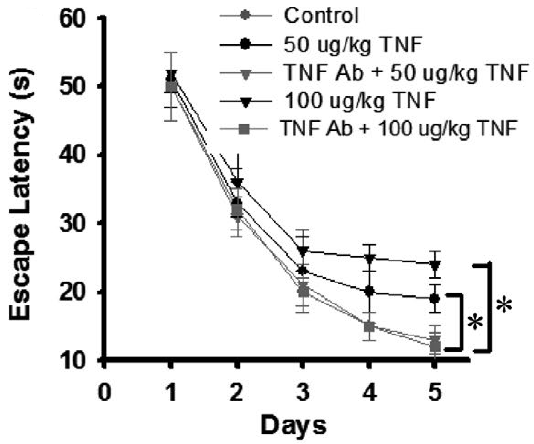 60
50
40
30
20
10
0
1
2
3
4
5
Escape Latency (s)
Days
Control
50 ug/kg TNF
TNF Ab + 50 ug/kg TNF
100 ug/kg TNF
TNF Ab + 100 ug/kg TNF
*
*